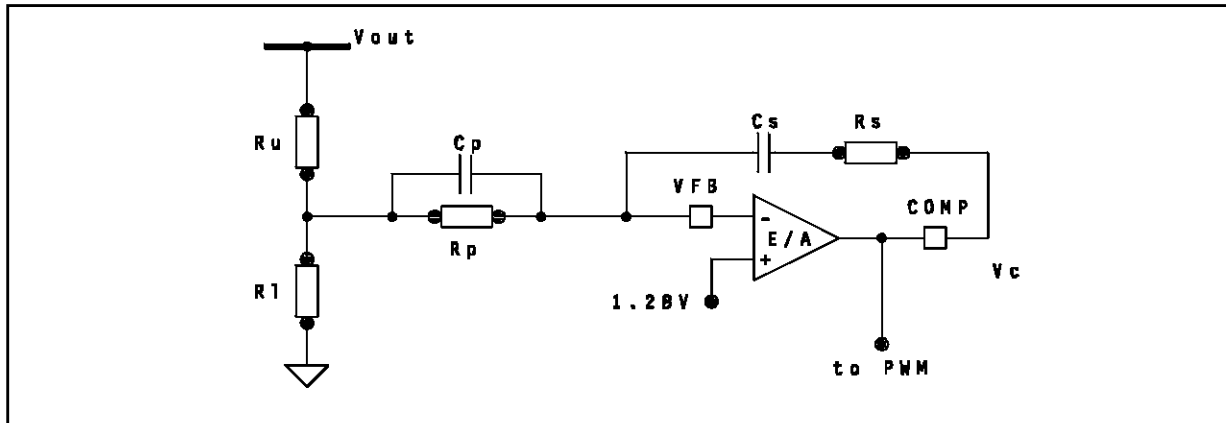 Vout
Ru
Cp
Rp
Rl
Cs
Rs
VFB
COMP
E/A
-
+
1.28V
Vc
to PWM